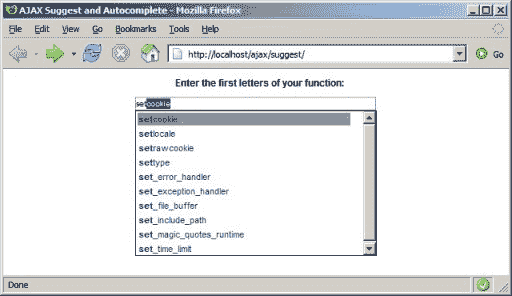 AJAX Suggest and Autocomplete - Mozilla Firefox
File Edit View Go Bookmarks Tools Help
http://localhost/ajax/suggest/ Go
Enter the first letters of your function:
setcookie
setcookie
setlocale
setrawcookie
settype
set_error_handler
set_exception_handler
set_file_buffer
set_include_path
set_magic_quotes_runtime
set_time_limit
Done